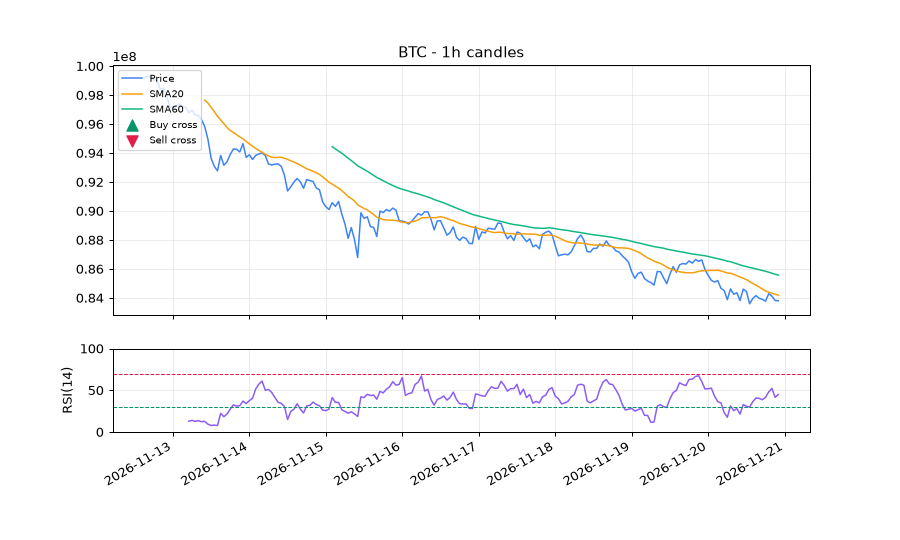 BTC - 1h candles
1e8
1.00
0.98
0.96
0.94
0.92
0.90
0.88
0.86
0.84
Price
SMA20
SMA60
Buy cross
Sell cross
RSI(14)
100
50
0
2026-11-13
2026-11-14
2026-11-15
2026-11-16
2026-11-17
2026-11-18
2026-11-19
2026-11-20
2026-11-21